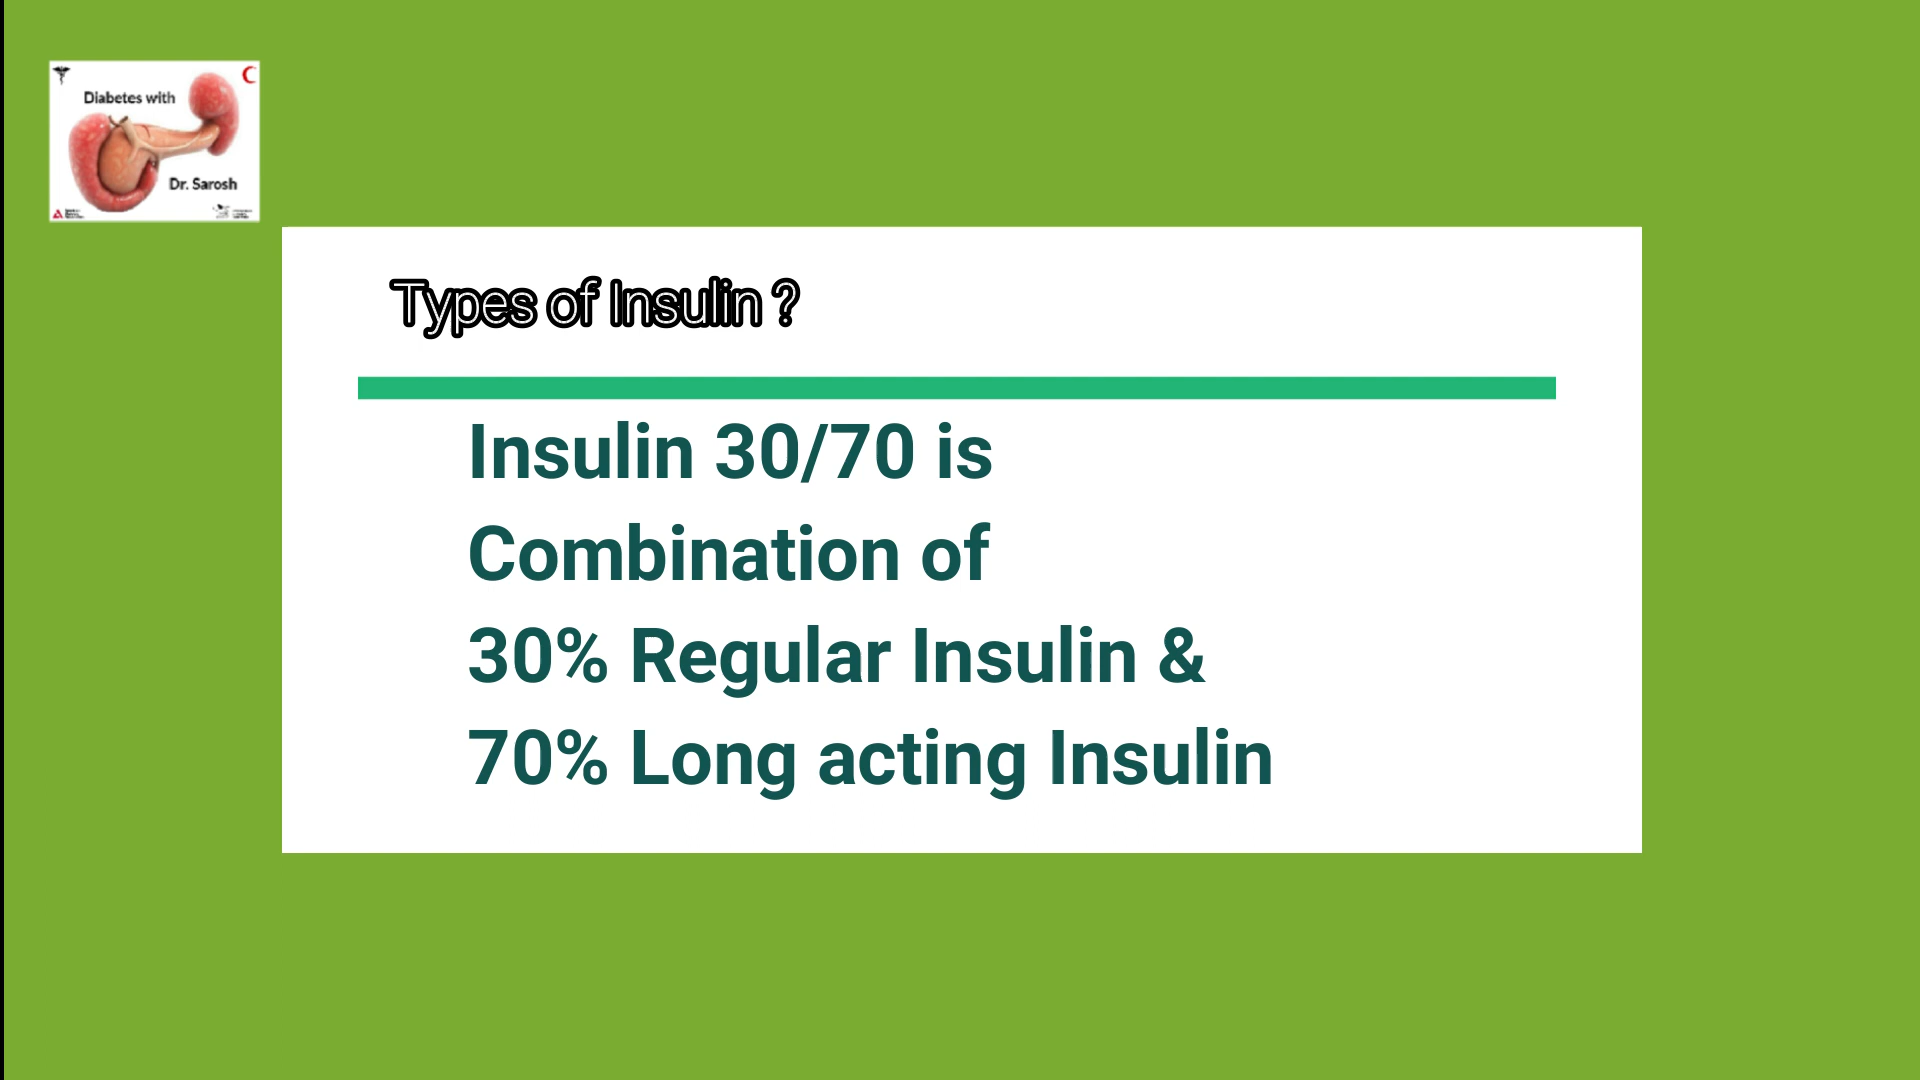 Diabetes with
Dr. Sarosh
Types of Insulin ?
Insulin 30/70 is
Combination of
30% Regular Insulin &
70% Long acting Insulin